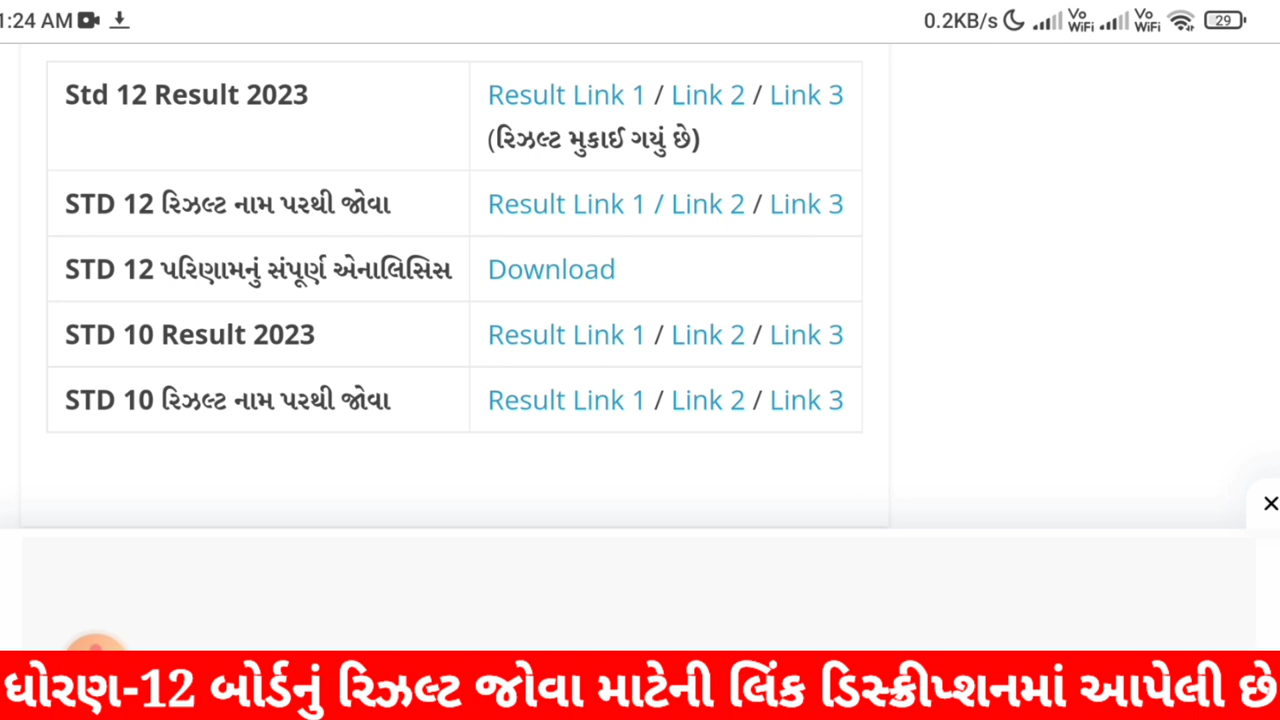 1:24 AM 0.2KB/s Vo WiFi Vo WiFi 29
Std 12 Result 2023 Result Link 1 / Link 2 / Link 3
(રિઝલ્ટ મુકાઈ ગયું છે)
STD 12 રિઝલ્ટ નામ પરથી જોવા Result Link 1 / Link 2 / Link 3
STD 12 પરિણામનું સંપૂર્ણ એનાલિસિસ Download
STD 10 Result 2023 Result Link 1 / Link 2 / Link 3
STD 10 રિઝલ્ટ નામ પરથી જોવા Result Link 1 / Link 2 / Link 3
ધોરણ-12 બોર્ડનું રિઝલ્ટ જોવા માટેની લિંક ડિસ્ક્રીપ્શનમાં આપેલી છે